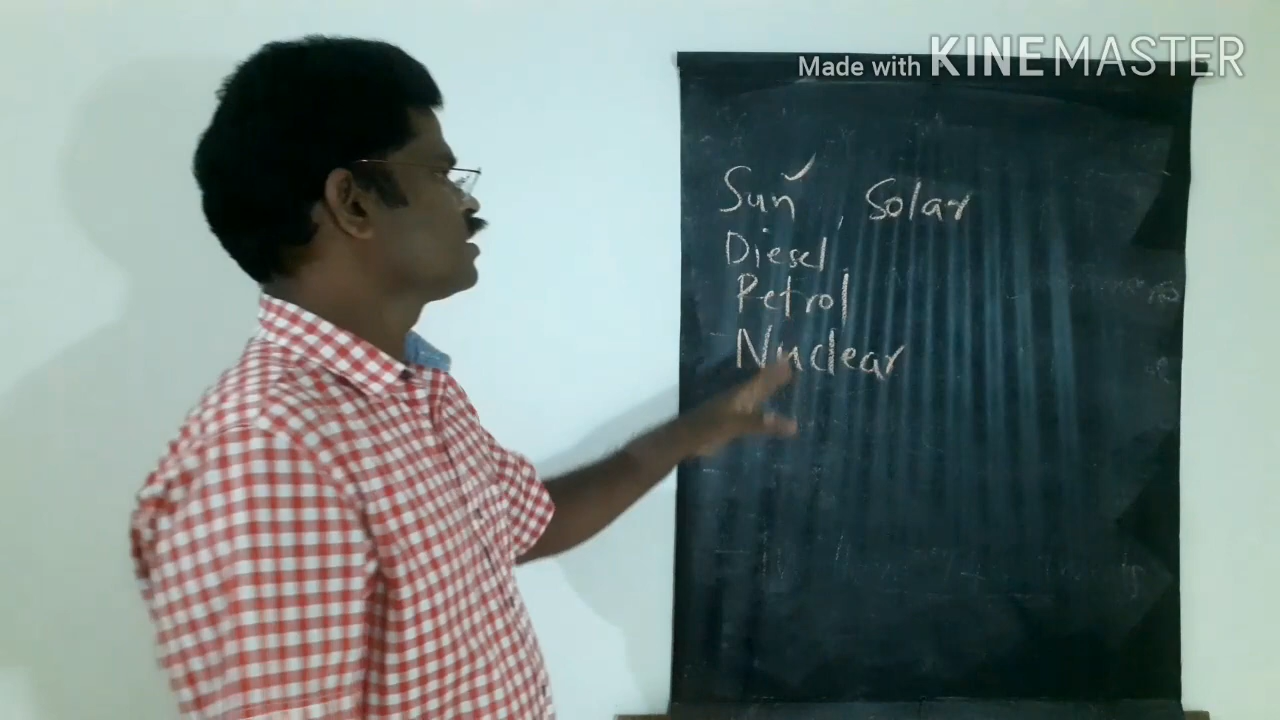 Made with KINEMASTER
Sun, Solar
Diesel,
Petrol
Nuclear